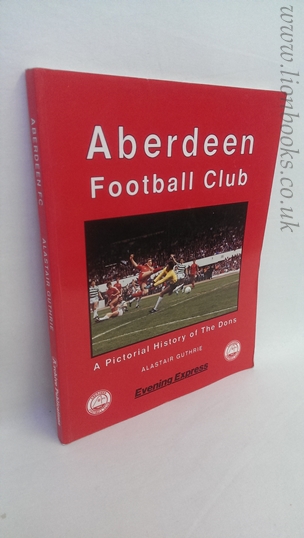 Aberdeen
Football Club
A Pictorial History of The Dons
ALASTAIR GUTHRIE
Evening Express
ABERDEEN FC
ALASTAIR GUTHRIE
www.lionbooks.co.uk